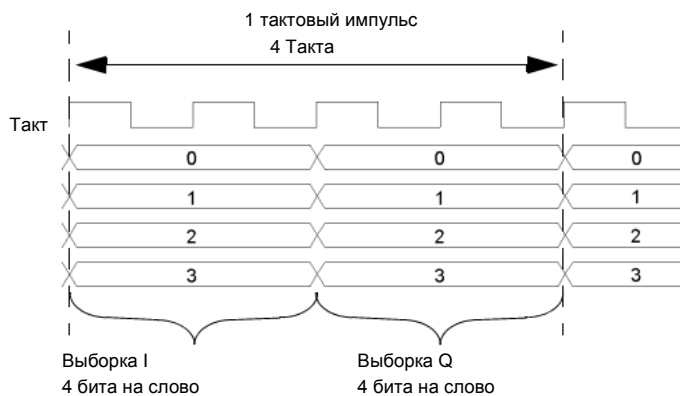 1 тактовый импульс
4 Такта
Такт
0 0 0
1 1 1
2 2 2
3 3 3
Выборка I Выборка Q
4 бита на слово 4 бита на слово